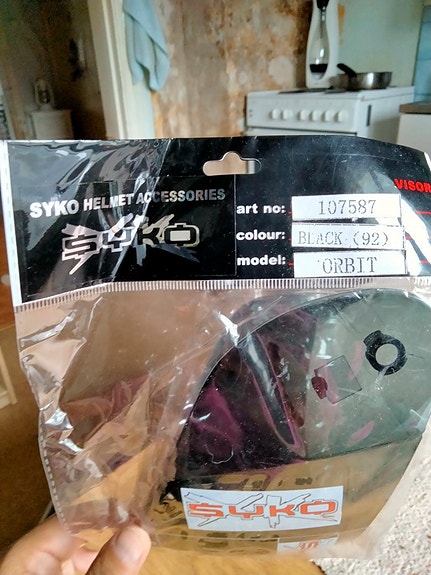 VISOR
SYKO HELMET ACCESSORIES
SYKO
art no: 107587
colour: BLACK (92)
model: ORBIT
SYKO